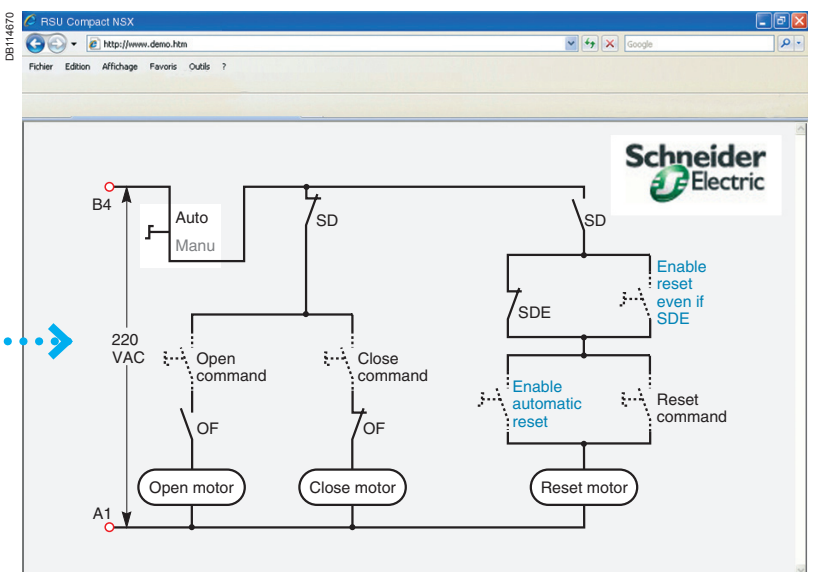 DB114670
RSU Compact NSX
http://www.demo.htm
Google
Fichier Edition Affichage Favoris Outils ?
Schneider
Electric
B4
Auto
Manu
SD
SD
Enable
reset
even if
SDE
SDE
220
VAC
Open
command
Close
command
Enable
automatic
reset
Reset
command
OF
OF
Open motor
Close motor
Reset motor
A1